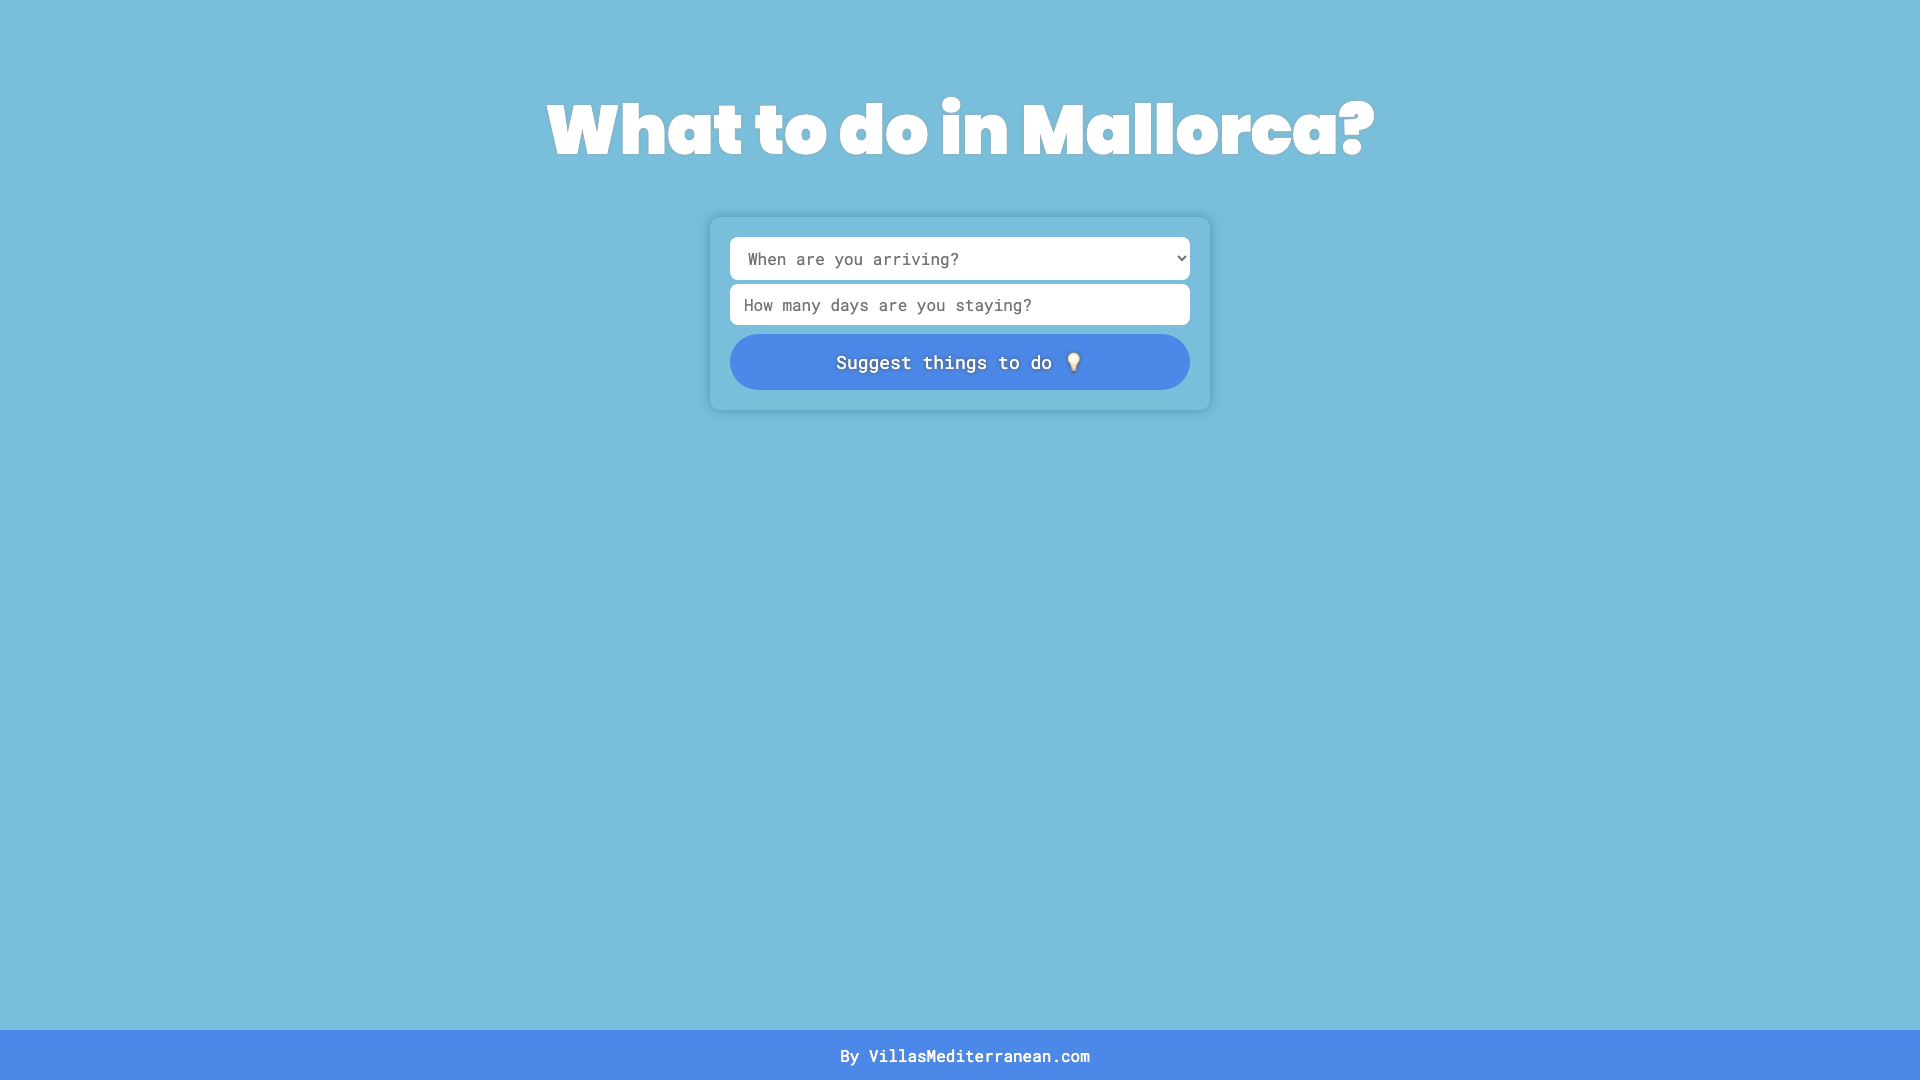 What to do in Mallorca?
When are you arriving?
How many days are you staying?
Suggest things to do 💡
By VillasMediterranean.com